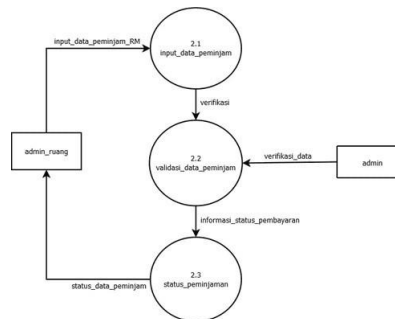 2.1
input_data_peminjam_RM
input_data_peminjam
verifikasi
admin_ruang
2.2
validasi_data_peminjam
verifikasi_data
admin
informasi_status_pembayaran
2.3
status_peminjaman
status_data_peminjam